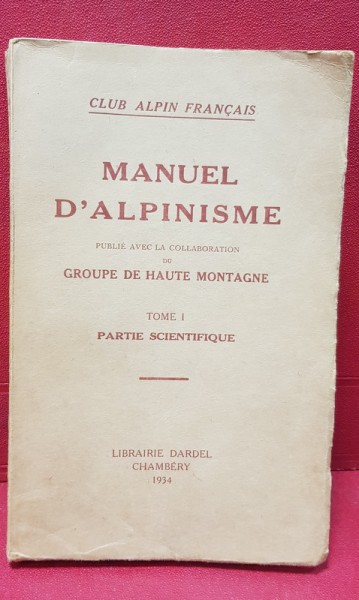 CLUB ALPIN FRANÇAIS
MANUEL
D'ALPINISME
PUBLIÉ AVEC LA COLLABORATION
DU
GROUPE DE HAUTE MONTAGNE
TOME I
PARTIE SCIENTIFIQUE
LIBRAIRIE DARDEL
CHAMBÉRY
1934